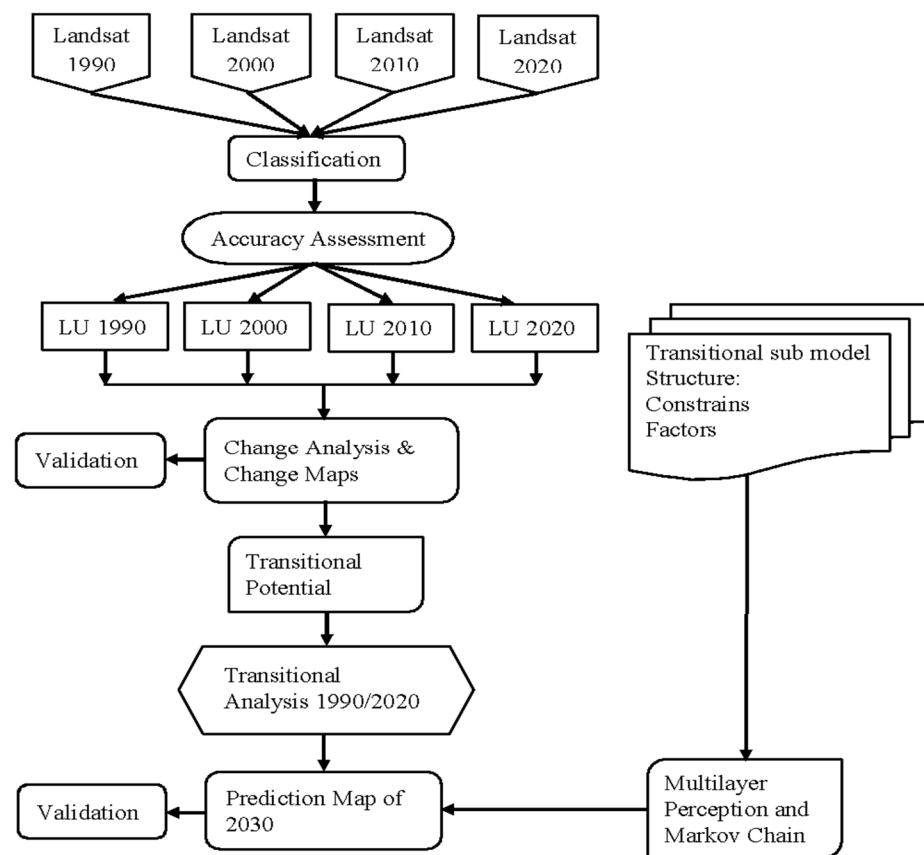 Landsat
1990
Landsat
2000
Landsat
2010
Landsat
2020
Classification
Accuracy Assessment
LU 1990
LU 2000
LU 2010
LU 2020
Transitional sub model
Structure:
Constrains
Factors
Validation
Change Analysis &
Change Maps
Transitional
Potential
Transitional
Analysis 1990/2020
Validation
Prediction Map of
2030
Multilayer
Perception and
Markov Chain